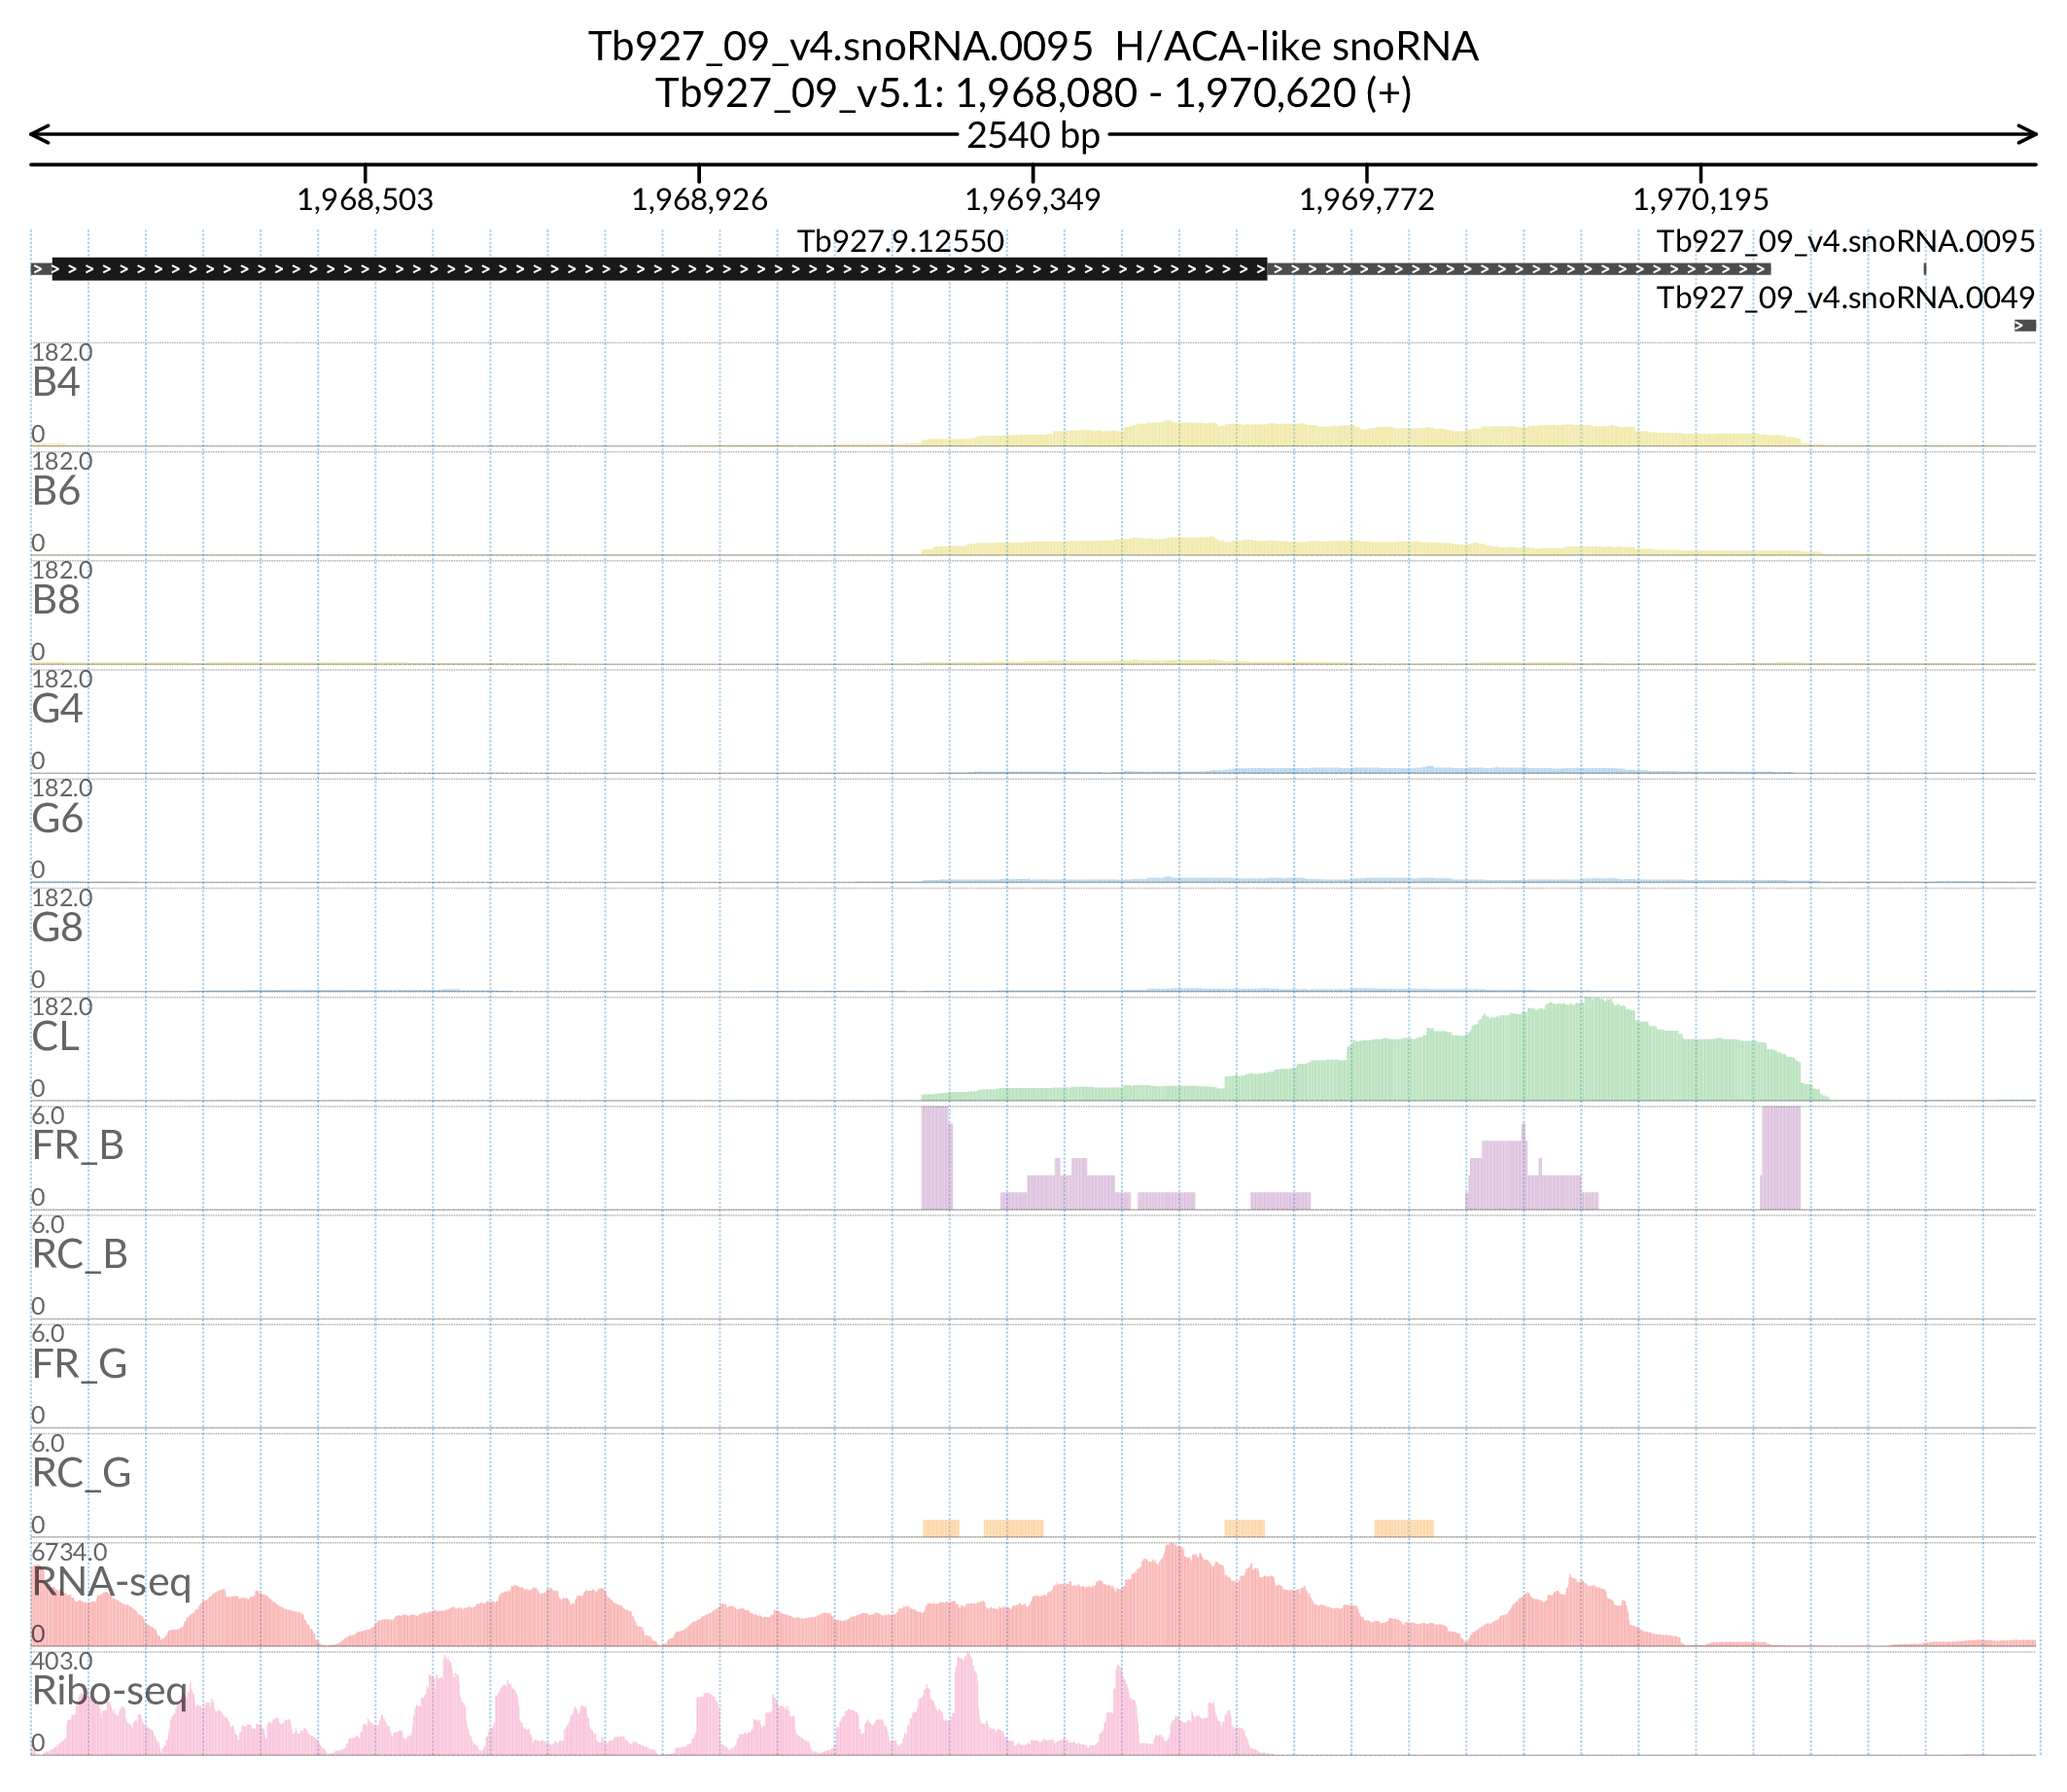 Tb927_09_v4.snoRNA.0095 H/ACA-like snoRNA
Tb927_09_v5.1: 1,968,080 - 1,970,620 (+)
2540 bp
1,968,503 1,968,926 1,969,349 1,969,772 1,970,195
Tb927.9.12550 Tb927_09_v4.snoRNA.0095
Tb927_09_v4.snoRNA.0049
182.0
B4
0
182.0
B6
0
182.0
B8
0
182.0
G4
0
182.0
G6
0
182.0
G8
0
182.0
CL
0
6.0
FR_B
0
6.0
RC_B
0
6.0
FR_G
0
6.0
RC_G
0
6734.0
RNA-seq
0
403.0
Ribo-seq
0